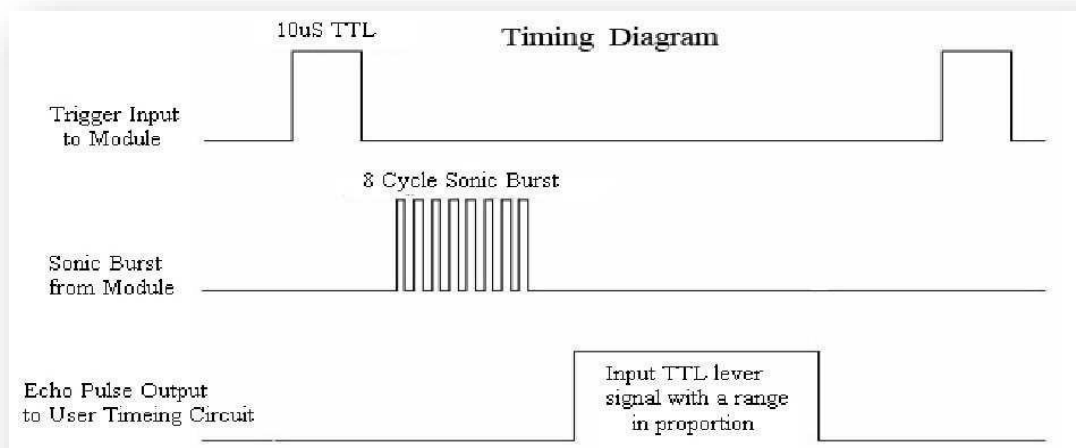 10uS TTL
Timing Diagram
Trigger Input
to Module
8 Cycle Sonic Burst
Sonic Burst
from Module
Echo Pulse Output
to User Timeing Circuit
Input TTL lever
signal with a range
in proportion